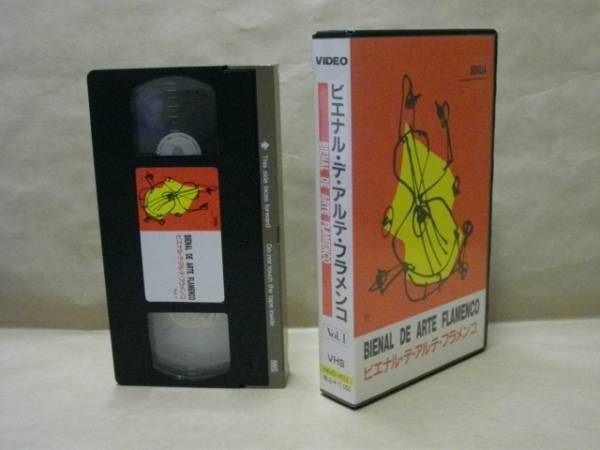 This side faces forward
Do not touch the tape inside
VHS
BIENAL DE ARTE FLAMENCO
ビエナル・デ・アルテ・フラメンコ
VIDEO
ビエナル・デ・アルテ・フラメンコ
BIENAL DE ARTE FLAMENCO
Vol.1
VHS
SEVILLA
BIENAL DE ARTE FLAMENCO
ビエナル・デ・アルテ・フラメンコ